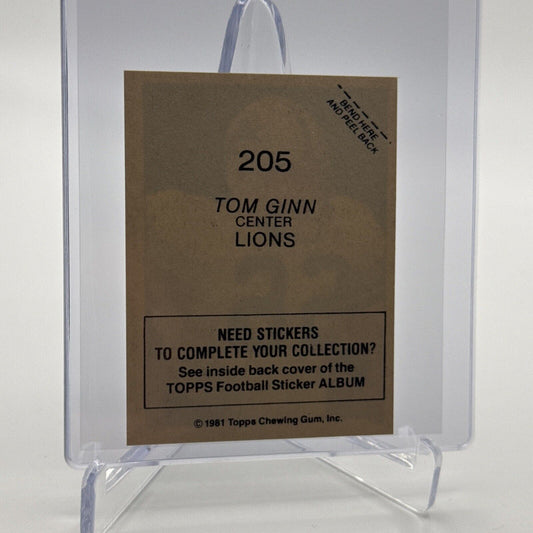 BEND HERE
AND PEEL BACK
205
TOM GINN
CENTER
LIONS
NEED STICKERS
TO COMPLETE YOUR COLLECTION?
See inside back cover of the
TOPPS Football Sticker ALBUM
© 1981 Topps Chewing Gum, Inc.